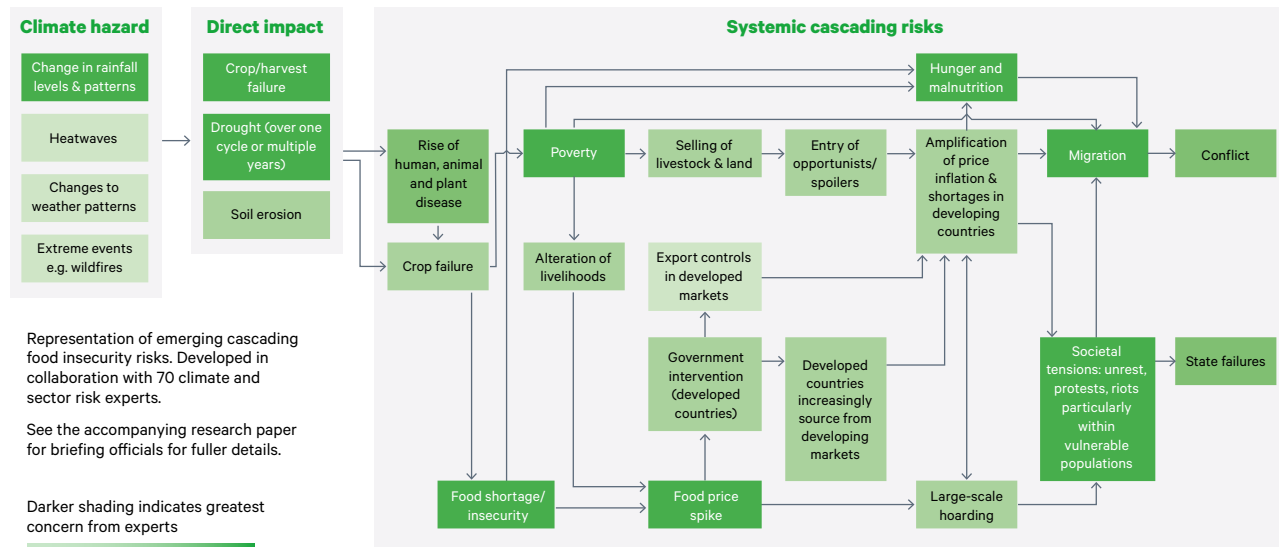 Climate hazard
Change in rainfall
levels & patterns
Heatwaves
Changes to
weather patterns
Extreme events
e.g. wildfires
Direct impact
Crop/harvest
failure
Drought (over one
cycle or multiple
years)
Soil erosion
Systemic cascading risks
Rise of
human, animal
and plant
disease
Crop failure
Poverty
Alteration of
livelihoods
Selling of
livestock & land
Entry of
opportunists/
spoilers
Hunger and
malnutrition
Amplification
of price
inflation &
shortages in
developing
countries
Migration
Conflict
Export controls
in developed
markets
Government
intervention
(developed
countries)
Developed
countries
increasingly
source from
developing
markets
Societal
tensions: unrest,
protests, riots
particularly
within
vulnerable
populations
State failures
Food shortage/
insecurity
Food price
spike
Large-scale
hoarding
Representation of emerging cascading
food insecurity risks. Developed in
collaboration with 70 climate and
sector risk experts.
See the accompanying research paper
for briefing officials for fuller details.
Darker shading indicates greatest
concern from experts